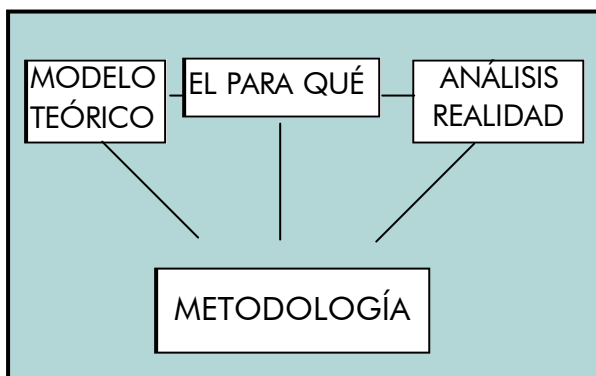 MODELO
TEÓRICO
EL PARA QUÉ
ANÁLISIS
REALIDAD
METODOLOGÍA